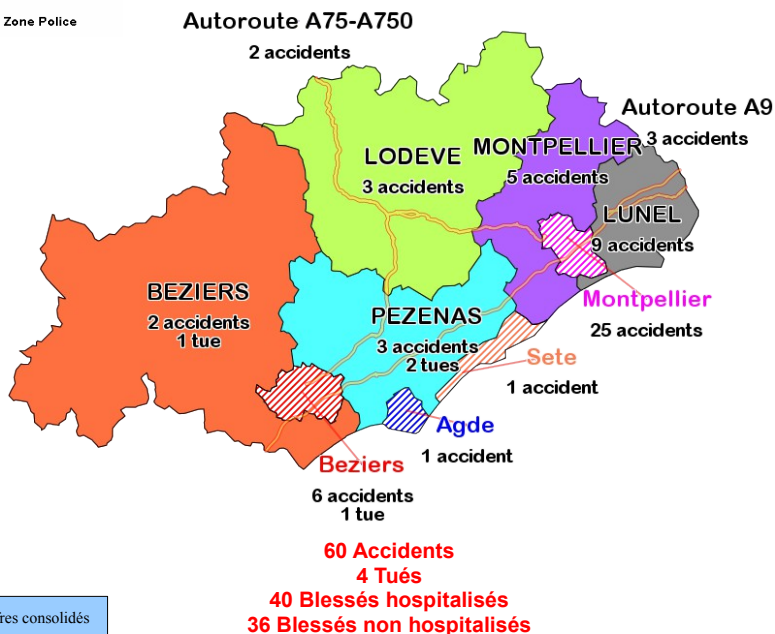 Zone Police
Autoroute A75-A750
2 accidents
Autoroute A9
3 accidents
LODEVE
3 accidents
MONTPELLIER
5 accidents
LUNEL
9 accidents
BEZIERS
2 accidents
1 tue
PEZENAS
3 accidents
2 tues
Montpellier
25 accidents
Sete
1 accident
Agde
1 accident
Beziers
6 accidents
1 tue
60 Accidents
4 Tués
40 Blessés hospitalisés
36 Blessés non hospitalisés
consolidés